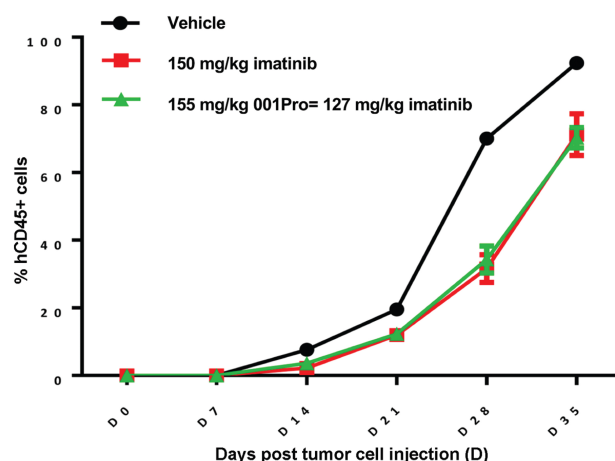 Vehicle
150 mg/kg imatinib
155 mg/kg 001Pro= 127 mg/kg imatinib
% hCD45+ cells
100
80
60
40
20
0
D0
D7
D14
D21
D28
D35
Days post tumor cell injection (D)